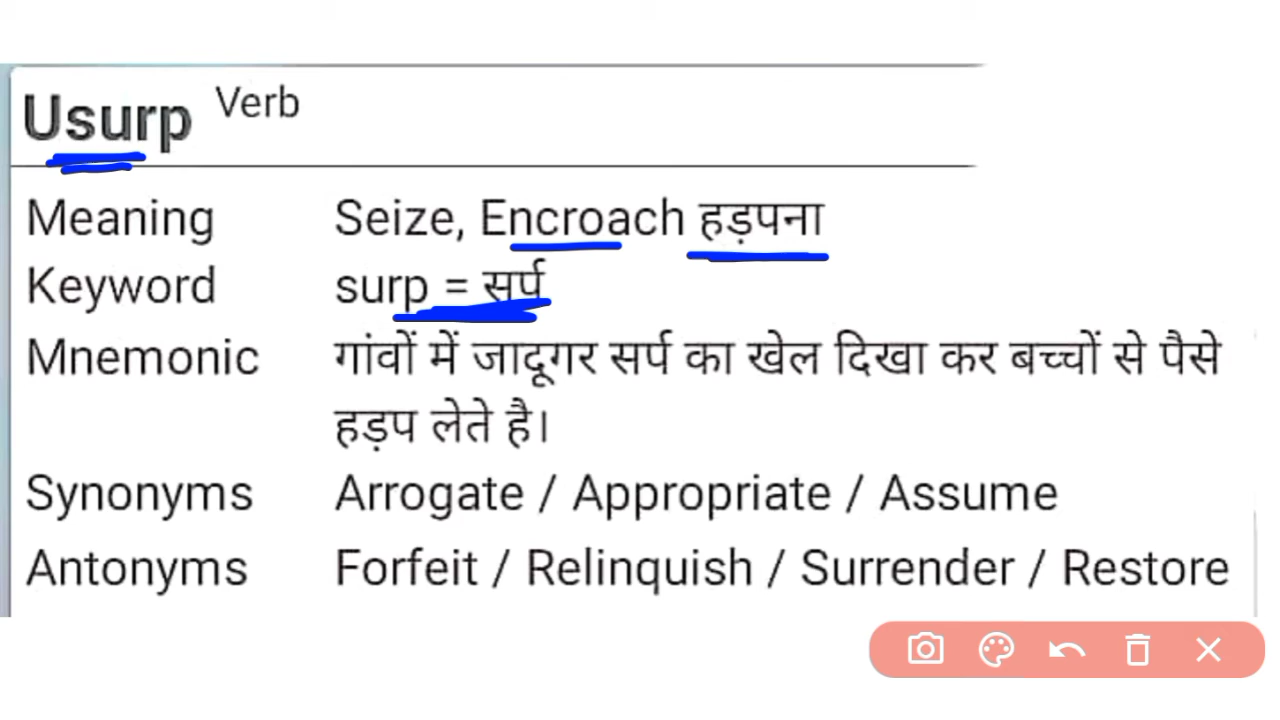 Usurp Verb
Meaning Seize, Encroach हड़पना
Keyword surp = सर्प
Mnemonic गांवों में जादूगर सर्प का खेल दिखा कर बच्चों से पैसे
हड़प लेते है।
Synonyms Arrogate / Appropriate / Assume
Antonyms Forfeit / Relinquish / Surrender / Restore